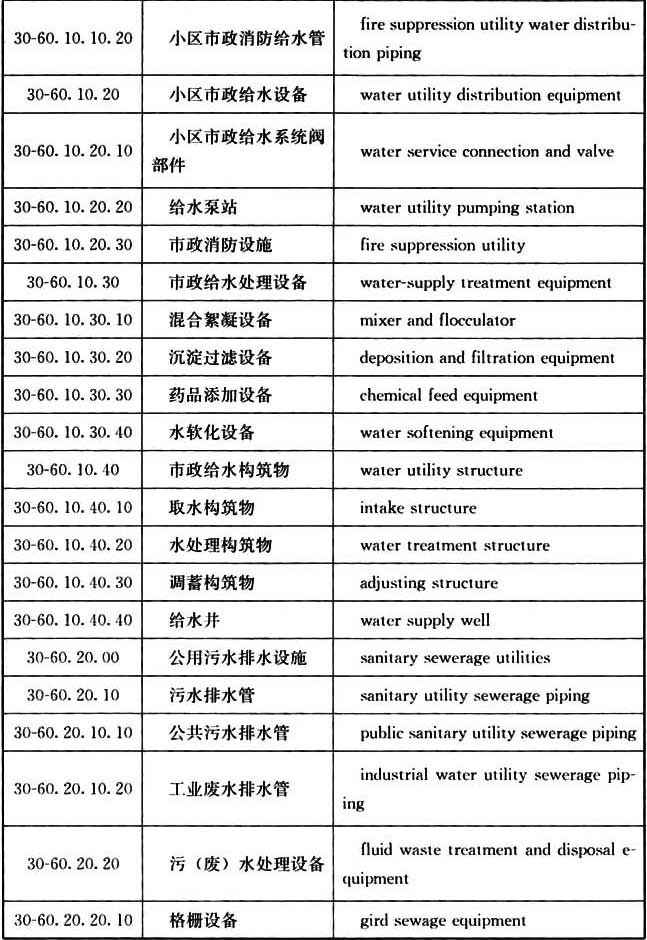 30-60. 10. 10. 20 小区市政消防给水管 fire suppression utility water distribu-
tion piping
30-60. 10. 20 小区市政给水设备 water utility distribution equipment
30-60. 10. 20. 10 小区市政给水系统阀
部件 water service connection and valve
30-60. 10. 20. 20 给水泵站 water utility pumping station
30-60. 10. 20. 30 市政消防设施 fire suppression utility
30-60. 10. 30 市政给水处理设备 water-supply treatment equipment
30-60. 10. 30. 10 混合絮凝设备 mixer and flocculator
30-60. 10. 30. 20 沉淀过滤设备 deposition and filtration equipment
30-60. 10. 30. 30 药品添加设备 chemical feed equipment
30-60. 10. 30. 40 水软化设备 water softening equipment
30-60. 10. 40 市政给水构筑物 water utility structure
30-60. 10. 40. 10 取水构筑物 intake structure
30-60. 10. 40. 20 水处理构筑物 water treatment structure
30-60. 10. 40. 30 调蓄构筑物 adjusting structure
30-60. 10. 40. 40 给水井 water supply well
30-60. 20. 00 公用污水排水设施 sanitary sewerage utilities
30-60. 20. 10 污水排水管 sanitary utility sewerage piping
30-60. 20. 10. 10 公共污水排水管 public sanitary utility sewerage piping
30-60. 20. 10. 20 工业废水排水管 industrial water utility sewerage pip-
ing
30-60. 20. 20 污（废）水处理设备 fluid waste treatment and disposal e-
quipment
30-60. 20. 20. 10 格栅设备 gird sewage equipment